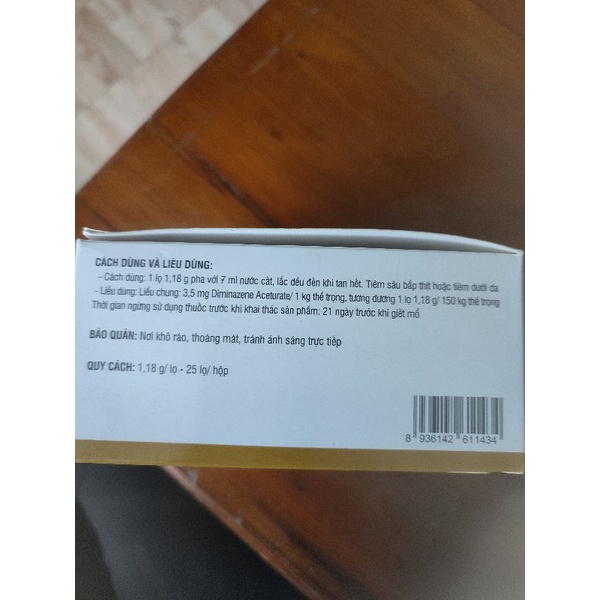 CÁCH DÙNG VÀ LIỀU DÙNG:
- Cách dùng: 1 lọ 1,18 g pha với 7 ml nước cất, lắc đều đến khi tan hết. Tiêm sâu bắp thịt hoặc tiêm dưới da
- Liều dùng: Liều chung: 3,5 mg Diminazene Aceturate/ 1 kg thể trọng, tương đương 1 lọ 1,18 g/ 150 kg thể trọng
Thời gian ngừng sử dụng thuốc trước khi khai thác sản phẩm: 21 ngày trước khi giết mổ
BẢO QUẢN: Nơi khô ráo, thoáng mát, tránh ánh sáng trực tiếp
QUY CÁCH: 1,18 g/ lọ - 25 lọ/ hộp
8 936142 611434